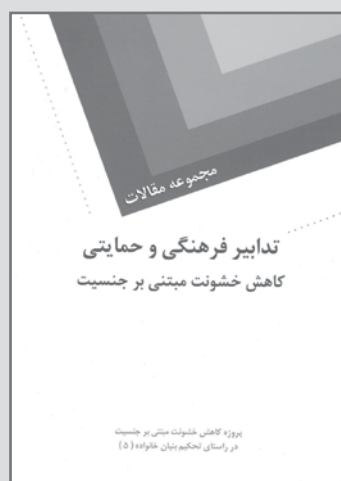 مجموعه مقالات
تدابیر فرهنگی و حمایتی
کاهش خشونت مبتنی بر جنسیت
پروژه کاهش خشونت مبتنی بر جنسیت
در راستای تحکیم بنیان خانواده (۵)